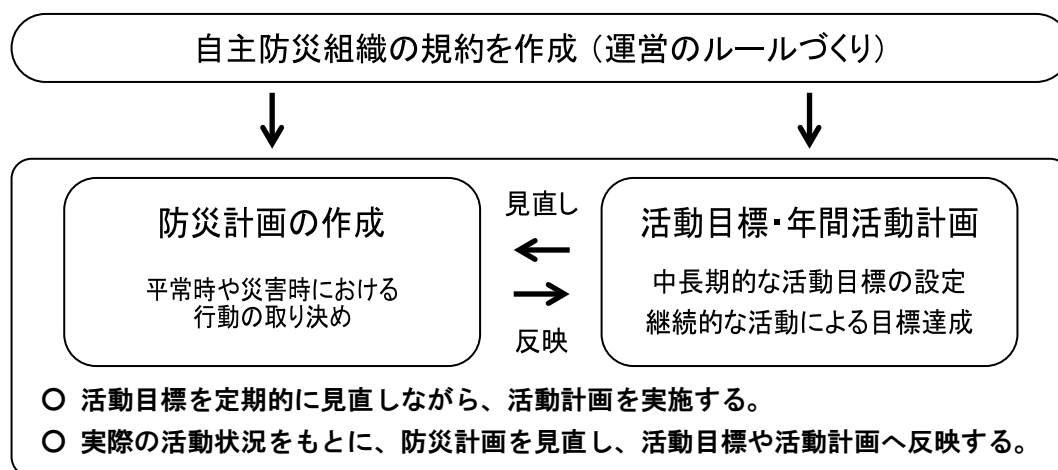 自主防災組織の規約を作成（運営のルールづくり）
防災計画の作成
平常時や災害時における
行動の取り決め
見直し
反映
活動目標・年間活動計画
中長期的な活動目標の設定
継続的な活動による目標達成
○ 活動目標を定期的に見直しながら、活動計画を実施する。
○ 実際の活動状況をもとに、防災計画を見直し、活動目標や活動計画へ反映する。